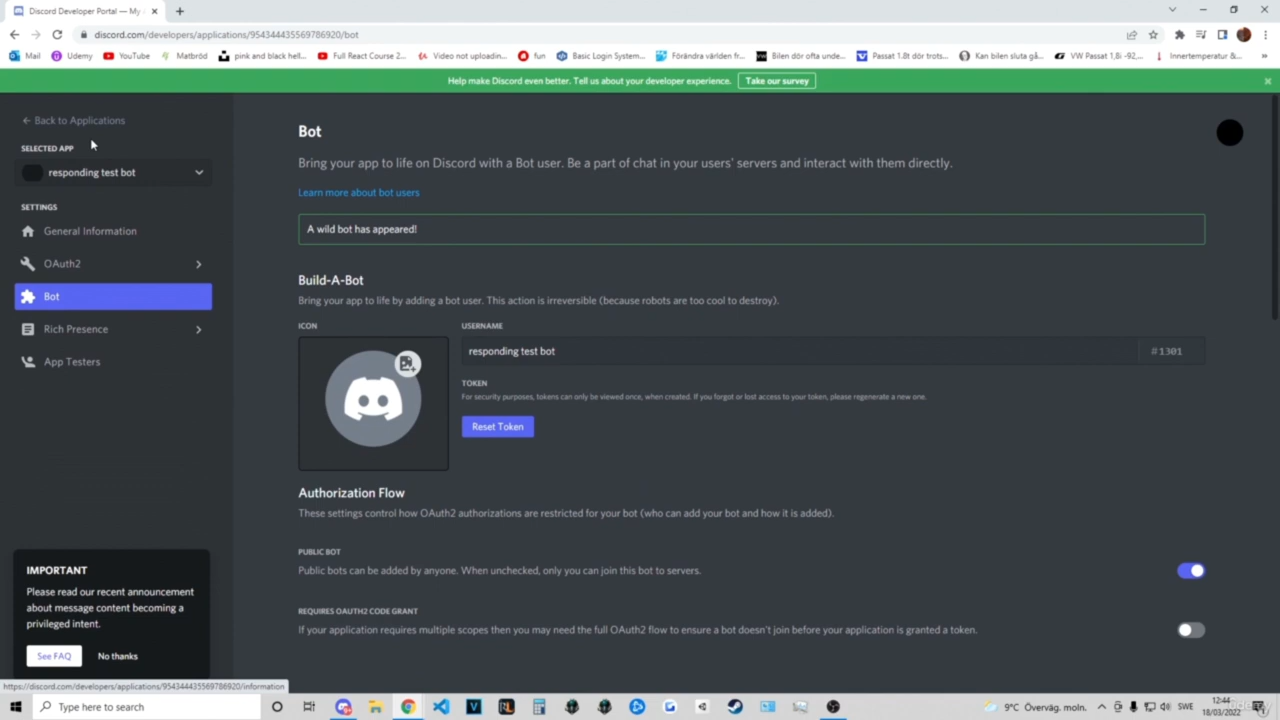 Discord Developer Portal — My A
discord.com/developers/applications/954344435569786920/bot
Mail
Udemy
YouTube
Matbröd
pink and black hell...
Full React Course 2...
Video not uploadin...
fun
Basic Login System...
Förändra världen fr...
Bilen dör ofta unde...
Passat 1.8t dör trots...
Kan bilen sluta gå...
VW Passat 1,8i -92,...
Innertemperatur &...
»
Help make Discord even better. Tell us about your developer experience.
Take our survey
← Back to Applications
SELECTED APP
responding test bot
SETTINGS
General Information
OAuth2
Bot
Rich Presence
App Testers
Bot
Bring your app to life on Discord with a Bot user. Be a part of chat in your users' servers and interact with them directly.
Learn more about bot users
A wild bot has appeared!
Build-A-Bot
Bring your app to life by adding a bot user. This action is irreversible (because robots are too cool to destroy).
ICON
USERNAME
responding test bot
#1301
TOKEN
For security purposes, tokens can only be viewed once, when created. If you forgot or lost access to your token, please regenerate a new one.
Reset Token
Authorization Flow
These settings control how OAuth2 authorizations are restricted for your bot (who can add your bot and how it is added).
PUBLIC BOT
Public bots can be added by anyone. When unchecked, only you can join this bot to servers.
REQUIRES OAUTH2 CODE GRANT
If your application requires multiple scopes then you may need the full OAuth2 flow to ensure a bot doesn't join before your application is granted a token.
IMPORTANT
Please read our recent announcement
about message content becoming a
privileged intent.
See FAQ
No thanks
https://discord.com/developers/applications/954344435569786920/information
Type here to search
9°C Överväg. moln.
SWE
12:44
18/03/2022